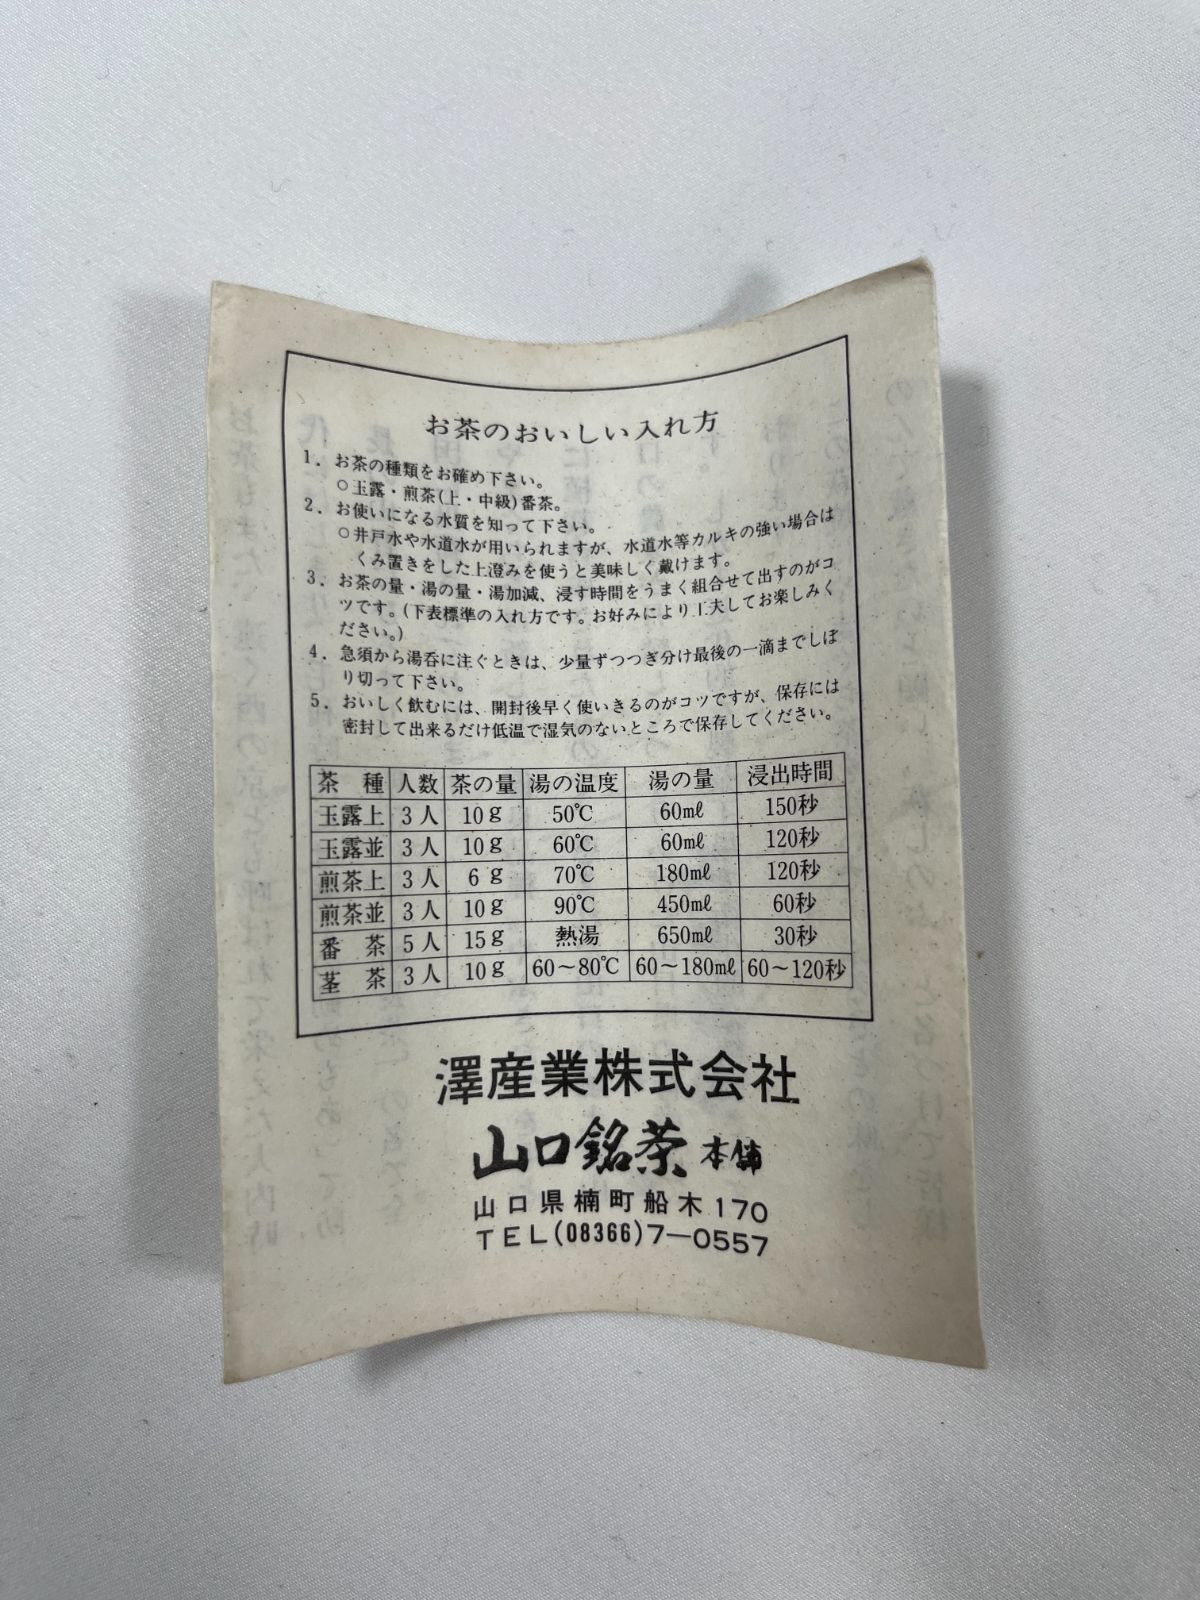 お茶のおいしい入れ方
1. お茶の種類をお確め下さい。
○玉露・煎茶(上・中級)番茶。
2. お使いになる水質を知って下さい。
○井戸水や水道水が用いられますが、水道水等カルキの強い場合は
くみ置きをした上澄みを使うと美味しく戴けます。
3. お茶の量・湯の量・湯加減、浸す時間をうまく組合せて出すのがコ
ツです。(下表標準の入れ方です。お好みにより工夫してお楽しみく
ださい。)
4. 急須から湯呑に注ぐときは、少量ずつつぎ分け最後の一滴までしぼ
り切って下さい。
5. おいしく飲むには、開封後早く使いきるのがコツですが、保存には
密封して出来るだけ低温で湿気のないところで保存してください。
茶種 人数 茶の量 湯の温度 湯の量 浸出時間
玉露上 3人 10g 50℃ 60mℓ 150秒
玉露並 3人 10g 60℃ 60mℓ 120秒
煎茶上 3人 6g 70℃ 180mℓ 120秒
煎茶並 3人 10g 90℃ 450mℓ 60秒
番茶 5人 15g 熱湯 650mℓ 30秒
茎茶 3人 10g 60~80℃ 60~180mℓ 60~120秒
澤産業株式会社
山口銘茶本舗
山口県楠町船木170
TEL(08366)7-0557